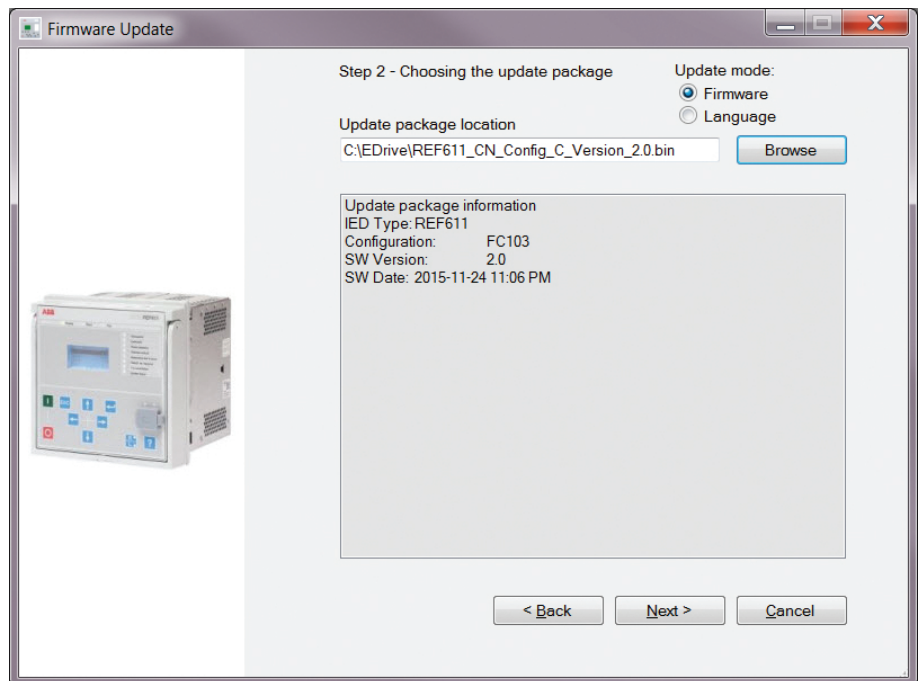 Firmware Update
Step 2 - Choosing the update package
Update mode:
Firmware
Language
Update package location
C:\EDrive\REF611_CN_Config_C_Version_2.0.bin
Browse
Update package information
IED Type: REF611
Configuration: FC103
SW Version: 2.0
SW Date: 2015-11-24 11:06 PM
ABB
< Back
Next >
Cancel